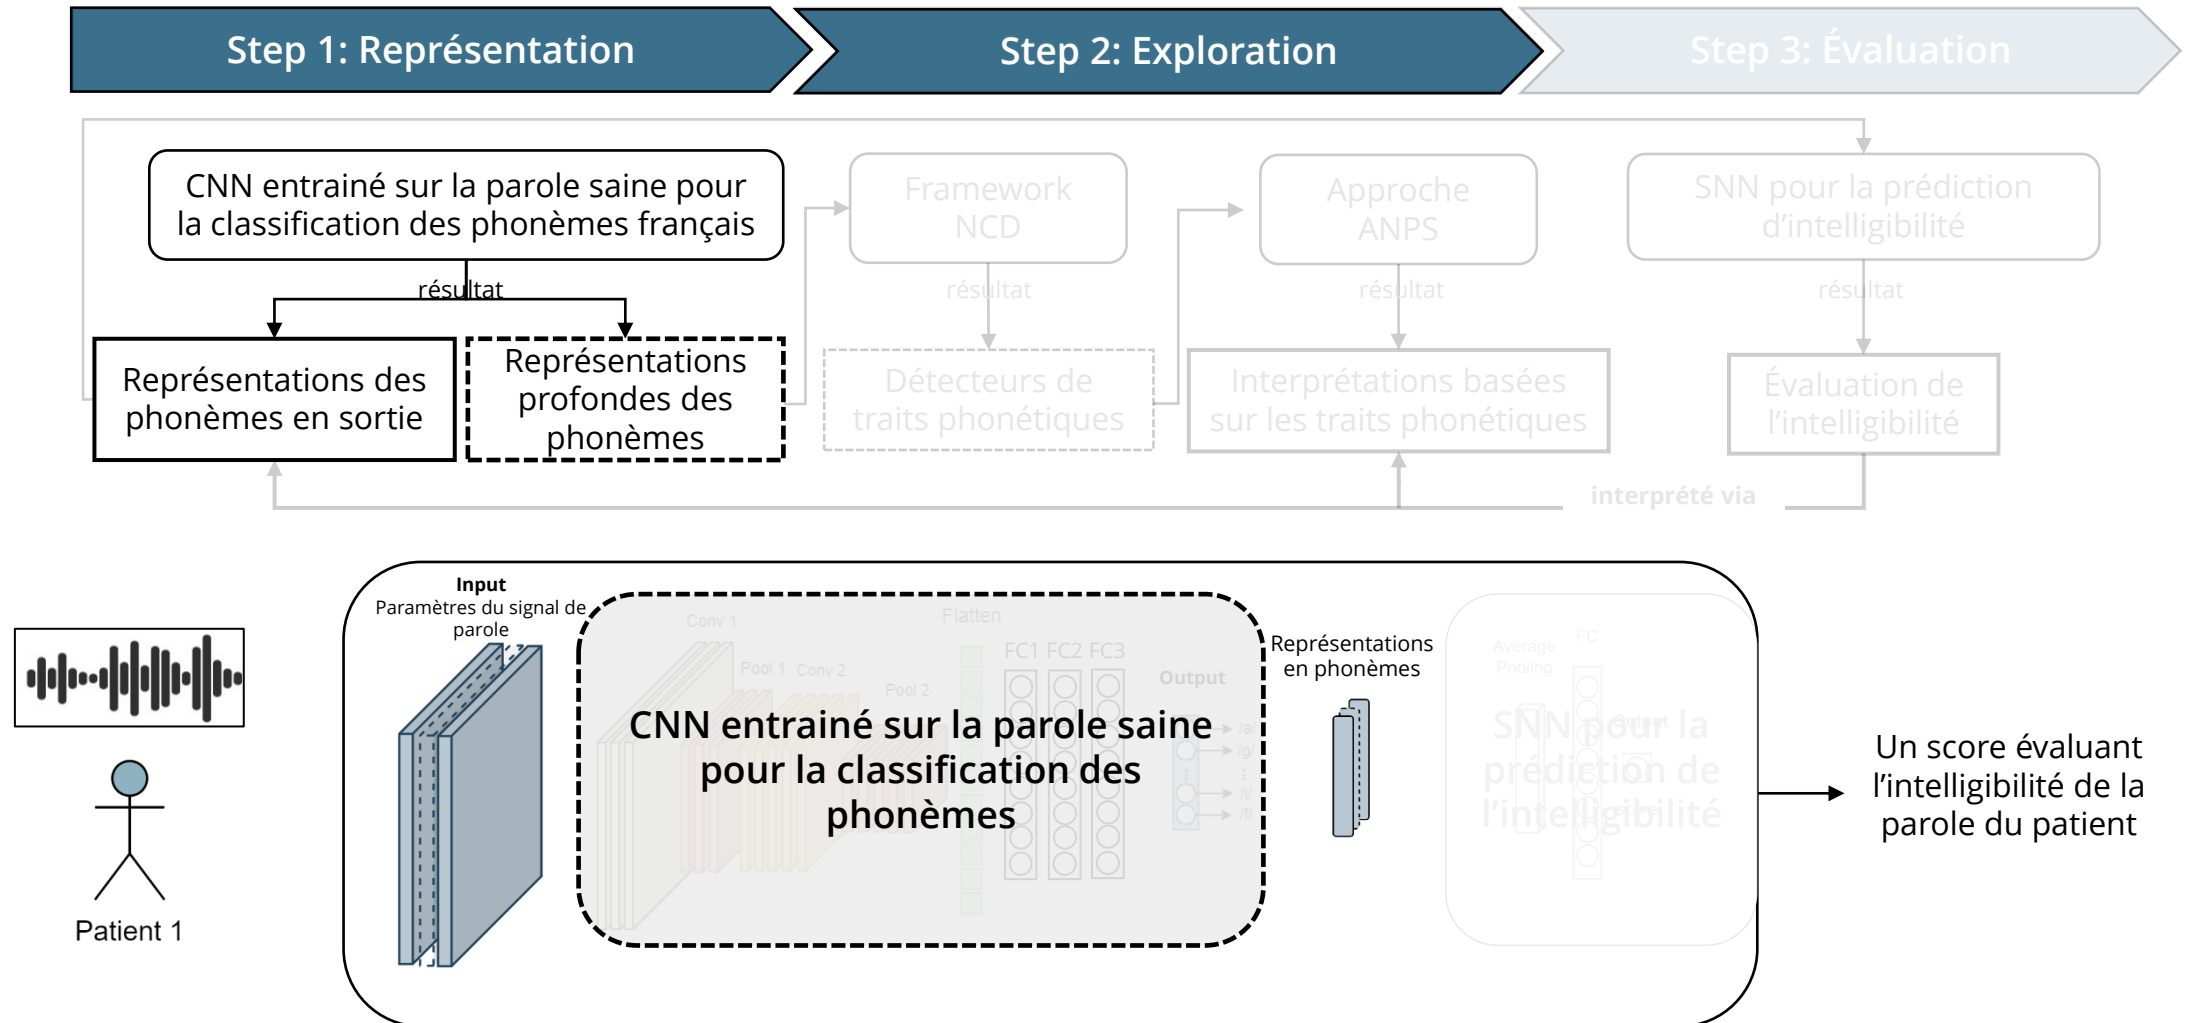 Step 1: Représentation
Step 2: Exploration
Step 3: Évaluation
CNN entrainé sur la parole saine pour
la classification des phonèmes français
Framework
NCD
Approche
ANPS
SNN pour la prédiction
d'intelligibilité
résultat
résultat
résultat
résultat
Représentations des
phonèmes en sortie
Représentations
profondes des
phonèmes
Détecteurs de
traits phonétiques
Interprétations basées
sur les traits phonétiques
Évaluation de
l'intelligibilité
interprété via
Input
Paramètres du signal de
parole
Conv 1
Pool 1
Conv 2
Pool 2
Flatten
FC1 FC2 FC3
Output
/a/
/g/
/i/
/f/
CNN entrainé sur la parole saine
pour la classification des
phonèmes
Représentations
en phonèmes
Average
Pooling
FC
Output
SNN pour la
prédiction de
l'intelligibilité
Un score évaluant
l'intelligibilité de la
parole du patient
Patient 1